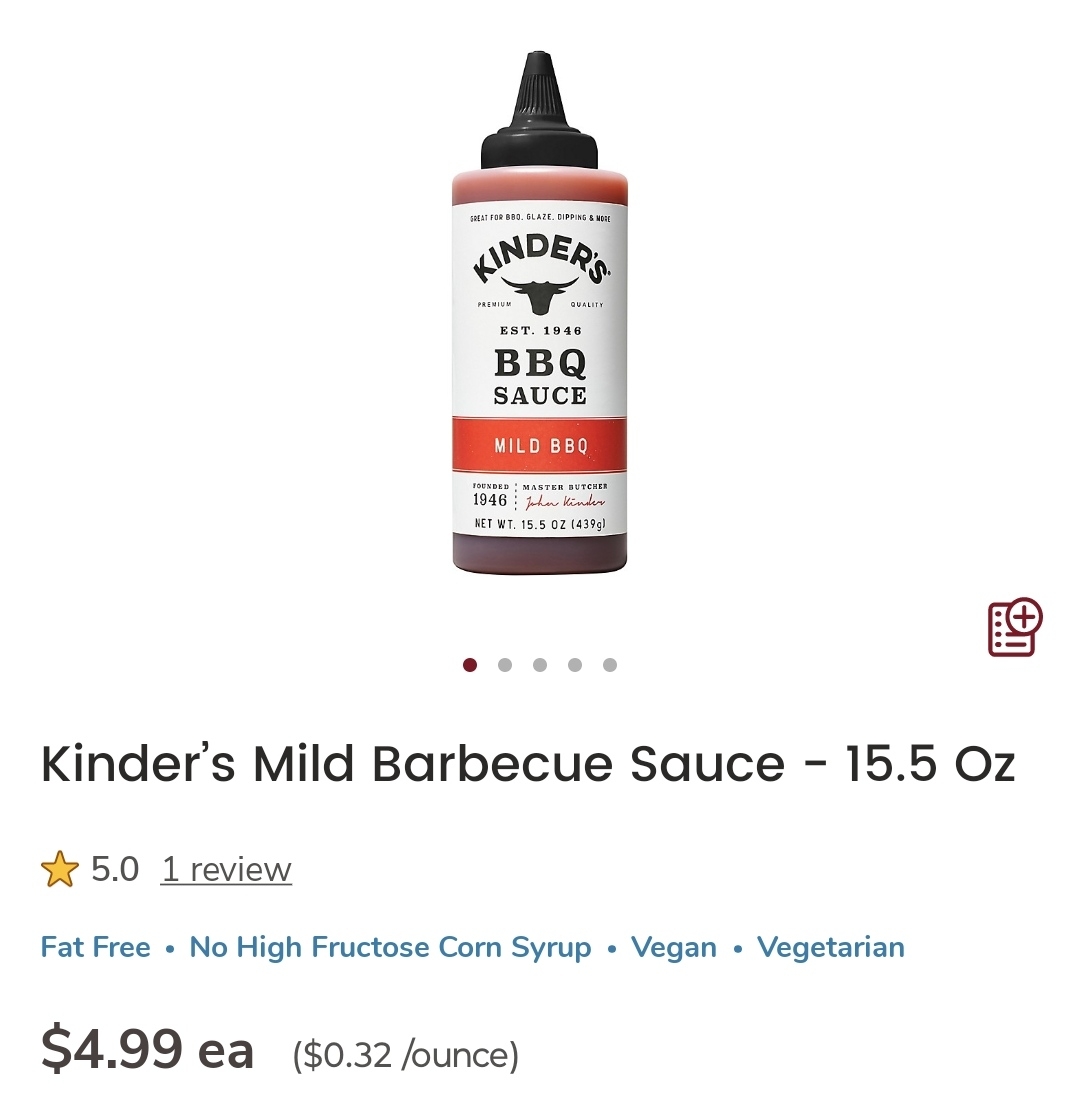 GREAT FOR BBQ, GLAZE, DIPPING & MORE
KINDER'S
PREMIUM QUALITY
EST. 1946
BBQ
SAUCE
MILD BBQ
FOUNDED MASTER BUTCHER
1946 John Kinder
NET WT. 15.5 OZ (439g)
Kinder’s Mild Barbecue Sauce - 15.5 Oz
5.0 1 review
Fat Free • No High Fructose Corn Syrup • Vegan • Vegetarian
$4.99 ea ($0.32 /ounce)